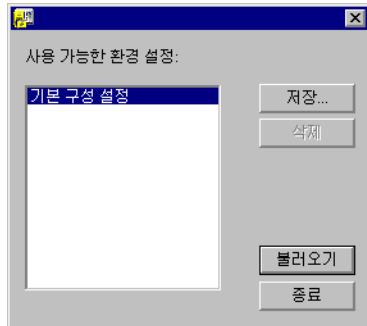 사용 가능한 환경 설정:
기본 구성 설정
저장...
삭제
불러오기
종료